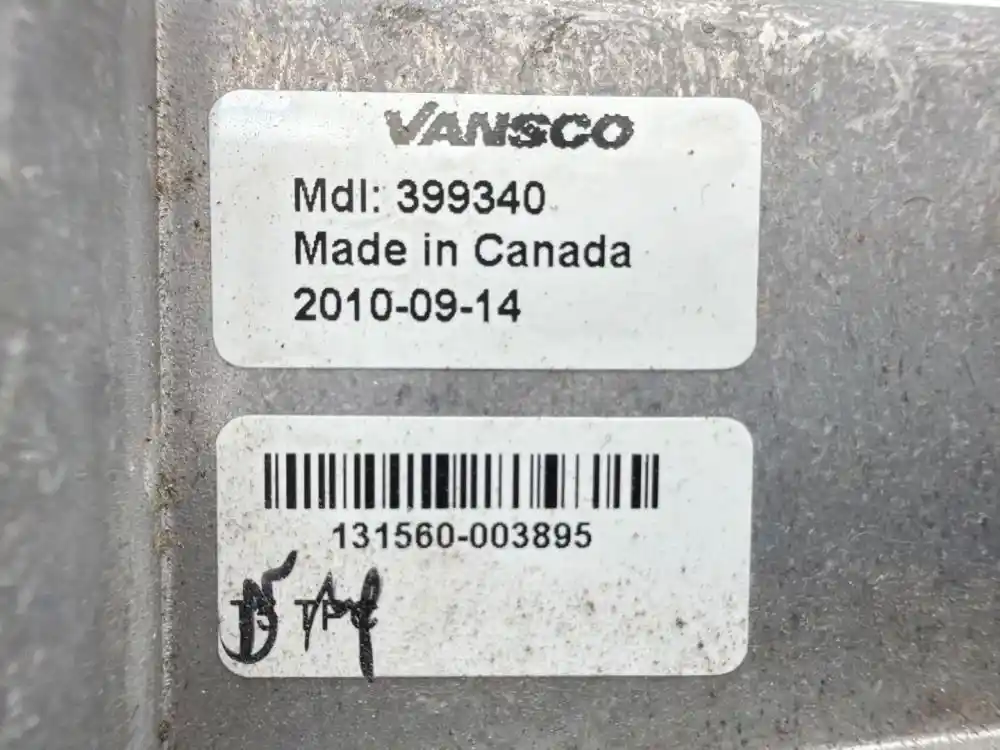 VANSCO
Mdl: 399340
Made in Canada
2010-09-14
131560-003895